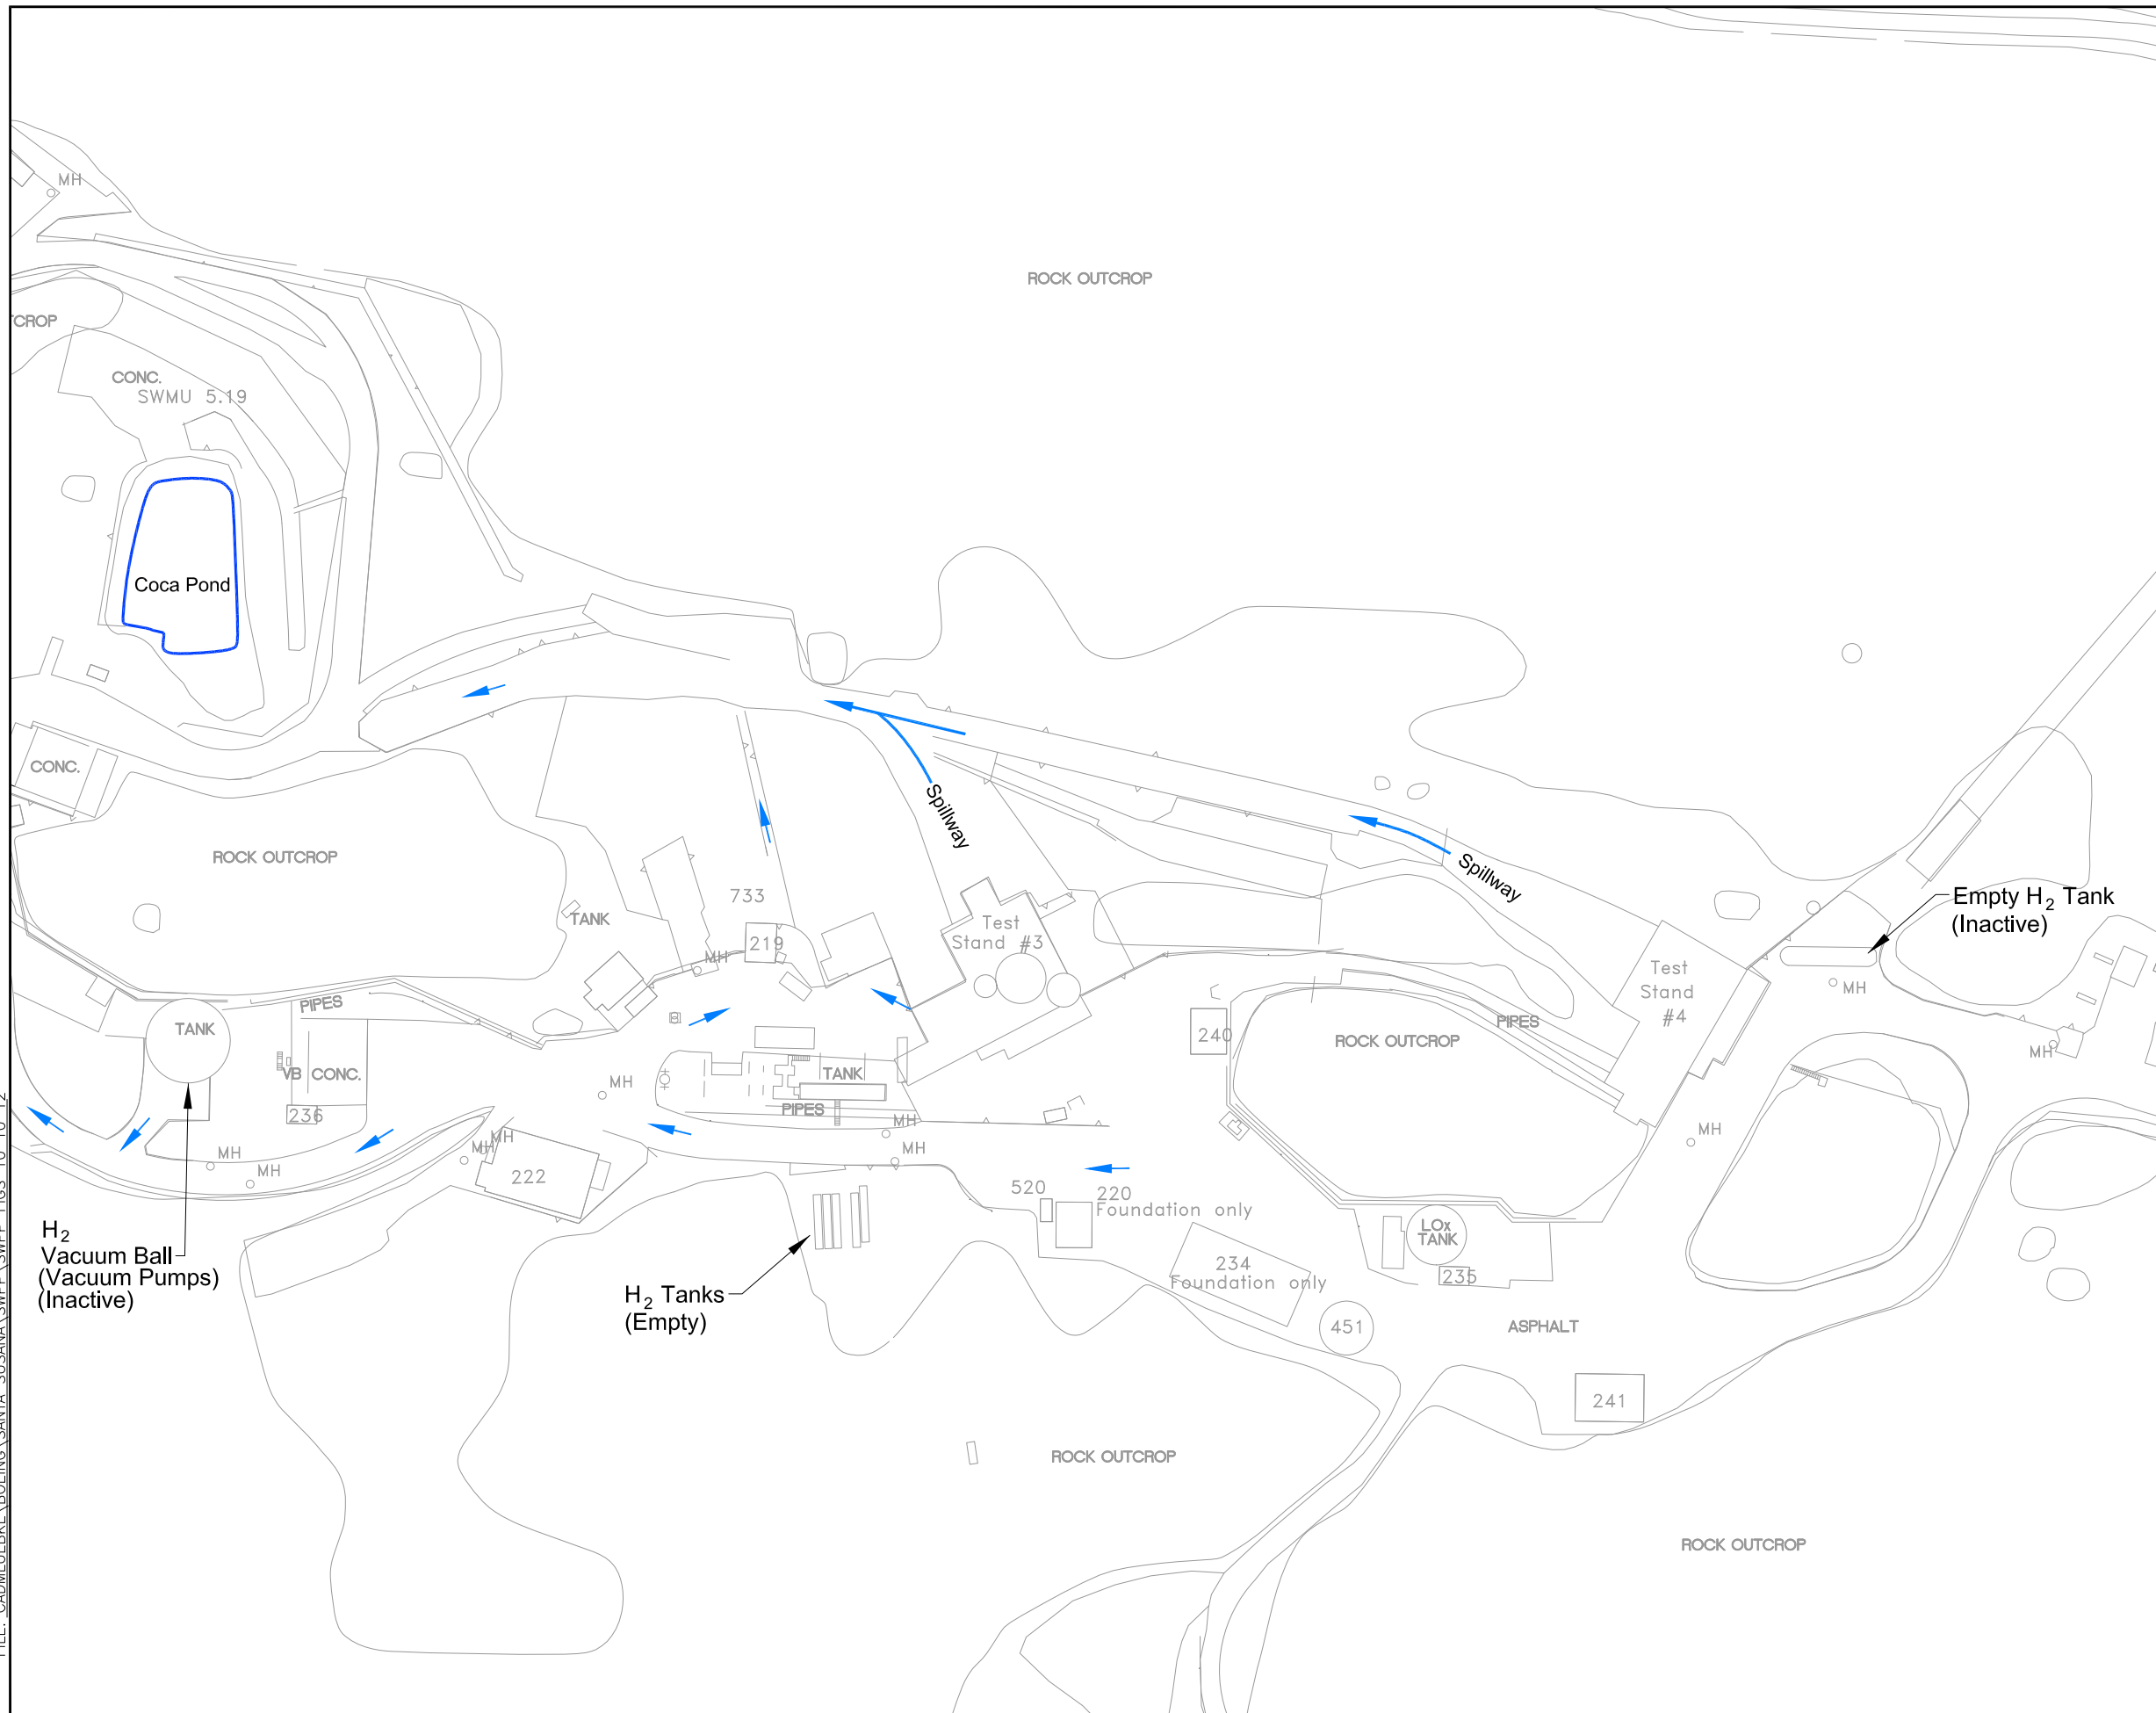 MH
ROCK OUTCROP
CROP
CONC.
SWMU 5.19
Coca Pond
CONC.
Spillway
ROCK OUTCROP
Spillway
733
TANK
219
MH
Test
Stand #3
Empty H₂ Tank
(Inactive)
Test
Stand
#4
MH
PIPES
TANK
PIPES
240
ROCK OUTCROP
MH
VB CONC.
TANK
MH
236
PIPES
MH
MH
MH
MH
MH
MH
MH
MH
222
520
220
Foundation only
H₂
Vacuum Ball
(Vacuum Pumps)
(Inactive)
LOx
TANK
234
Foundation only
235
H₂ Tanks
(Empty)
451
ASPHALT
241
ROCK OUTCROP
ROCK OUTCROP